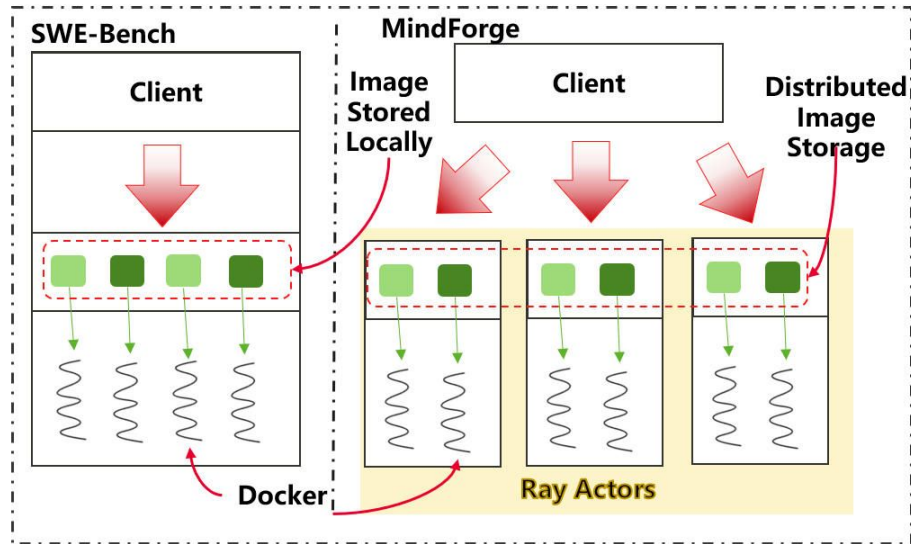 SWE-Bench
Client
Image
Stored
Locally
Docker
MindForge
Client
Distributed
Image
Storage
Ray Actors